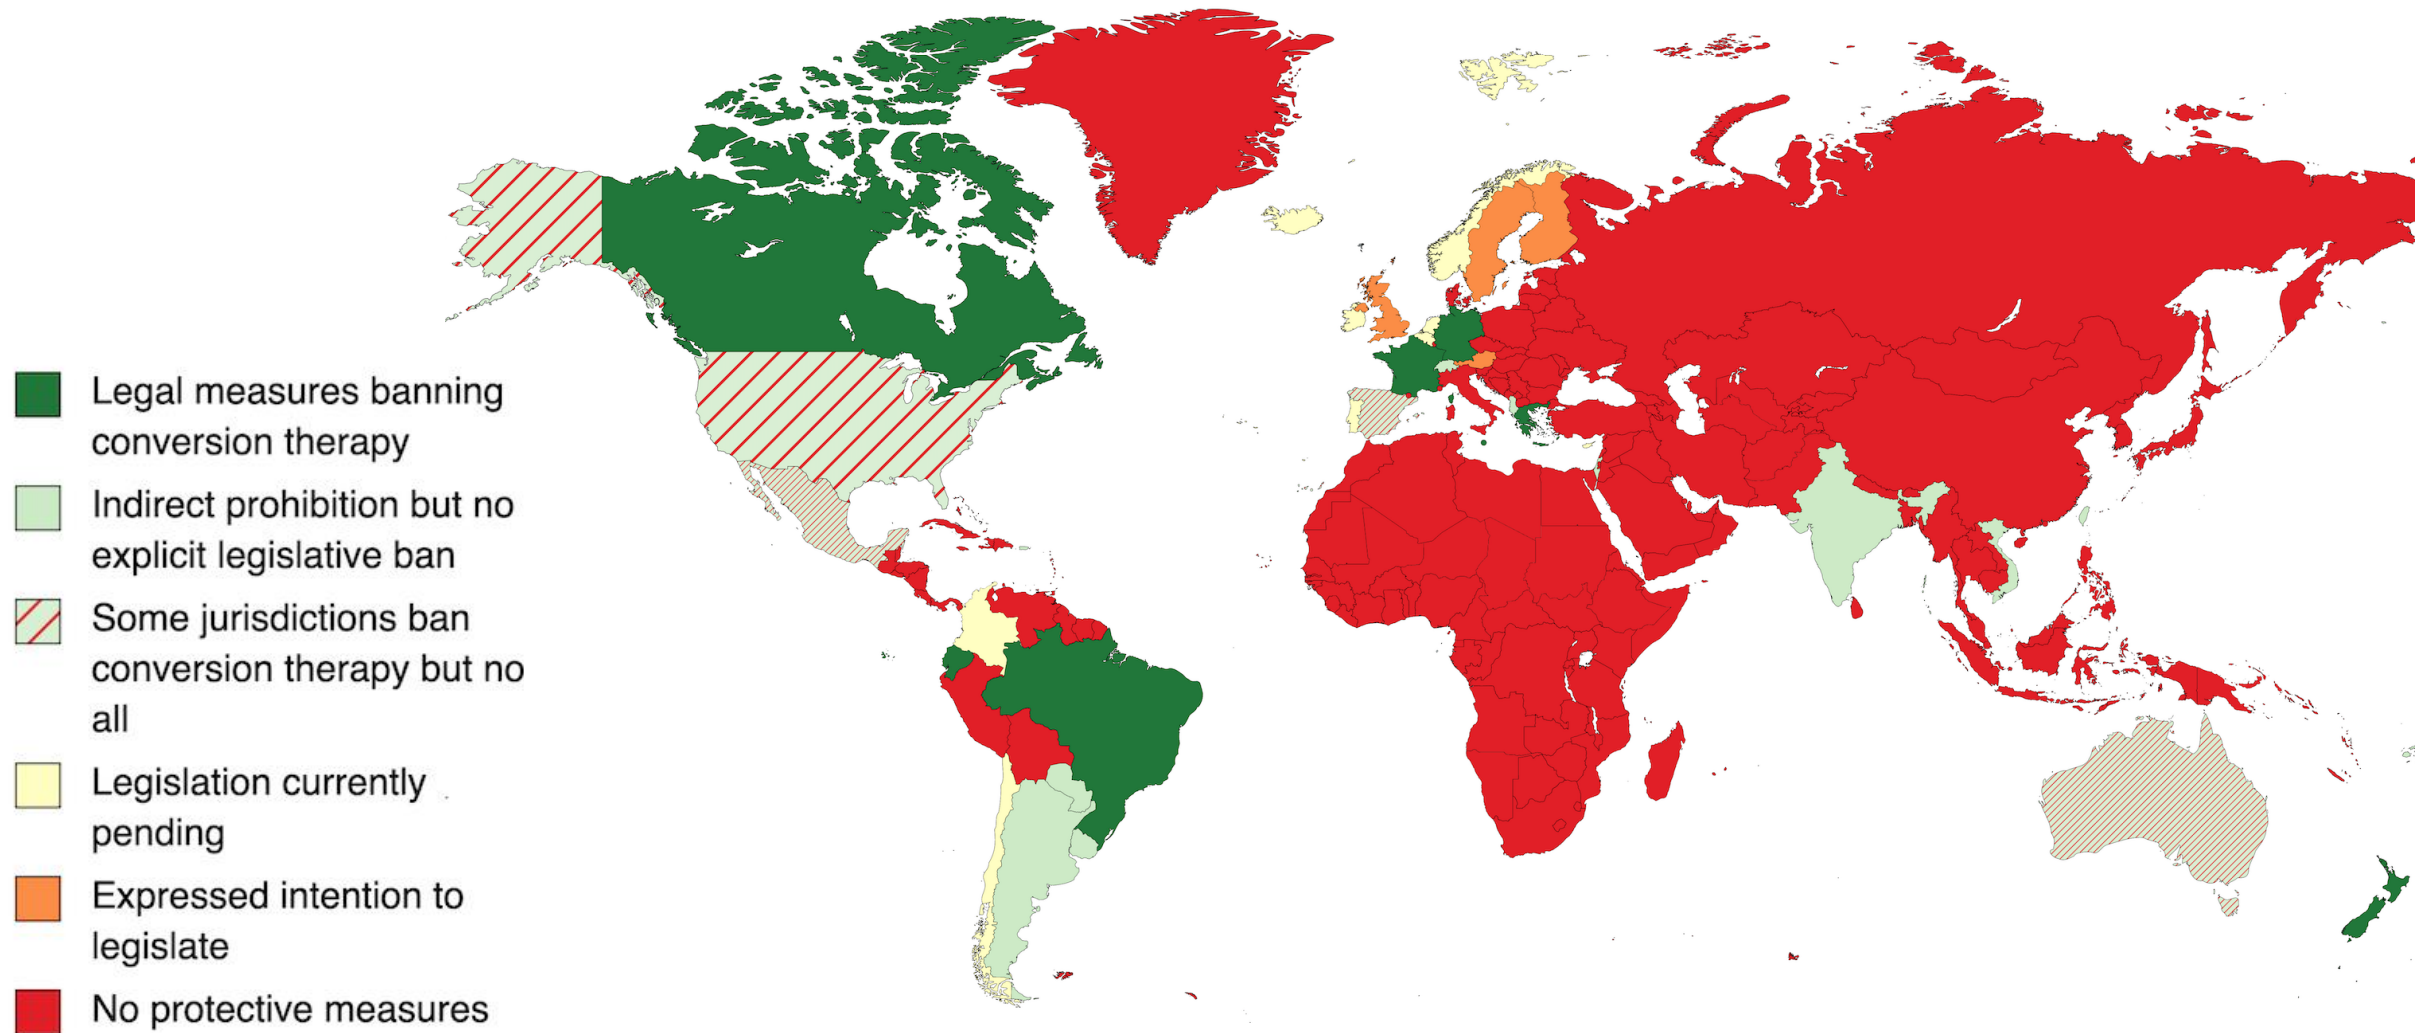 Legal measures banning
conversion therapy
Indirect prohibition but no
explicit legislative ban
Some jurisdictions ban
conversion therapy but no
all
Legislation currently
pending
Expressed intention to
legislate
No protective measures